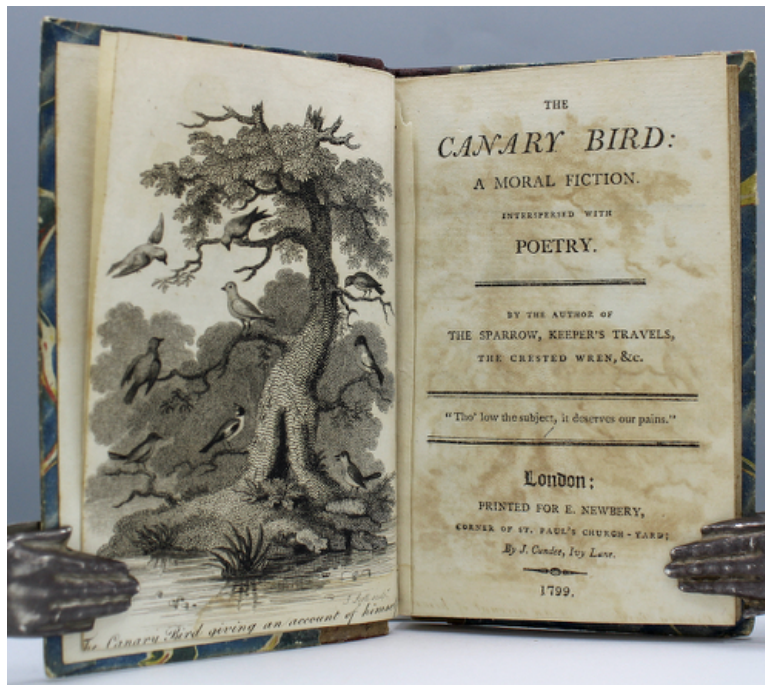 The Canary Bird giving an account of himse
THE
CANARY BIRD:
A MORAL FICTION.
INTERSPERSED WITH
POETRY.
BY THE AUTHOR OF
THE SPARROW, KEEPER'S TRAVELS,
THE CRESTED WREN, &c.
"Tho' low the subject, it deserves our pains."
London:
PRINTED FOR E. NEWBERY,
CORNER OF ST. PAUL'S CHURCH-YARD;
By J. Cundee, Ivy Lane.
1799.